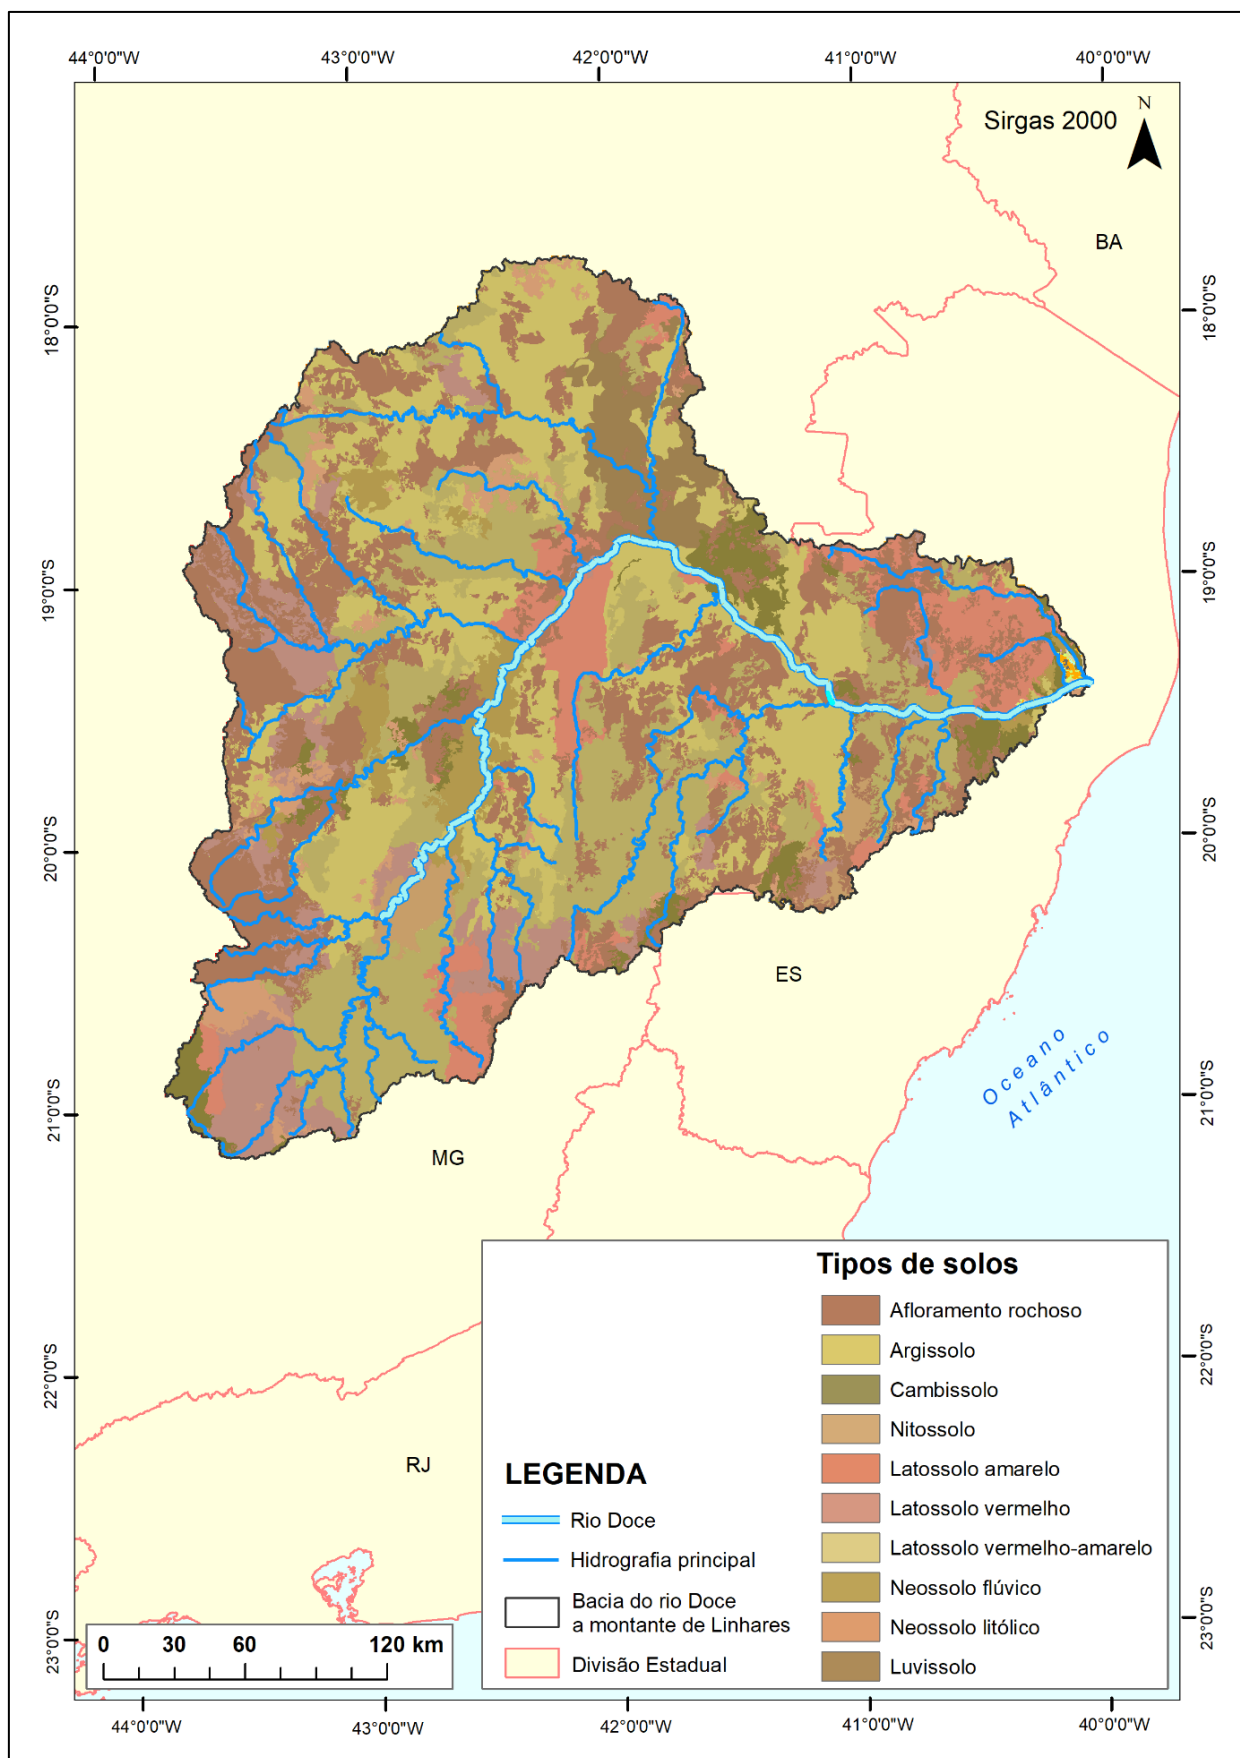 44°0'0"W 43°0'0"W 42°0'0"W 41°0'0"W 40°0'0"W
Sirgas 2000
N
BA
18°0'0"S
18°0'0"S
19°0'0"S
19°0'0"S
20°0'0"S
20°0'0"S
ES
Oceano
Atlântico
21°0'0"S
21°0'0"S
MG
Tipos de solos
Afloramento rochoso
Argissolo
Cambissolo
Nitossolo
Latossolo amarelo
Latossolo vermelho
Latossolo vermelho-amarelo
Neossolo flúvico
Neossolo litólico
Luvissolo
22°0'0"S
22°0'0"S
RJ
LEGENDA
Rio Doce
Hidrografia principal
Bacia do rio Doce
a montante de Linhares
Divisão Estadual
23°0'0"S
23°0'0"S
0 30 60 120 km
44°0'0"W 43°0'0"W 42°0'0"W 41°0'0"W 40°0'0"W